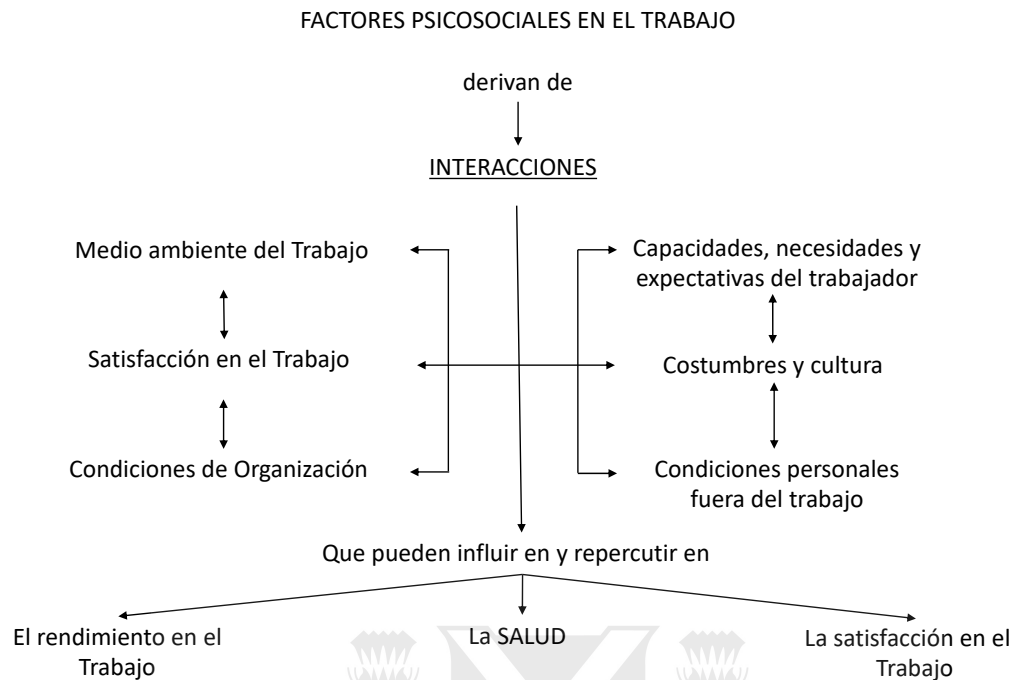 FACTORES PSICOSOCIALES EN EL TRABAJO
derivan de
INTERACCIONES
Medio ambiente del Trabajo
Satisfacción en el Trabajo
Condiciones de Organización
Capacidades, necesidades y
expectativas del trabajador
Costumbres y cultura
Condiciones personales
fuera del trabajo
Que pueden influir en y repercutir en
El rendimiento en el
Trabajo
La SALUD
La satisfacción en el
Trabajo